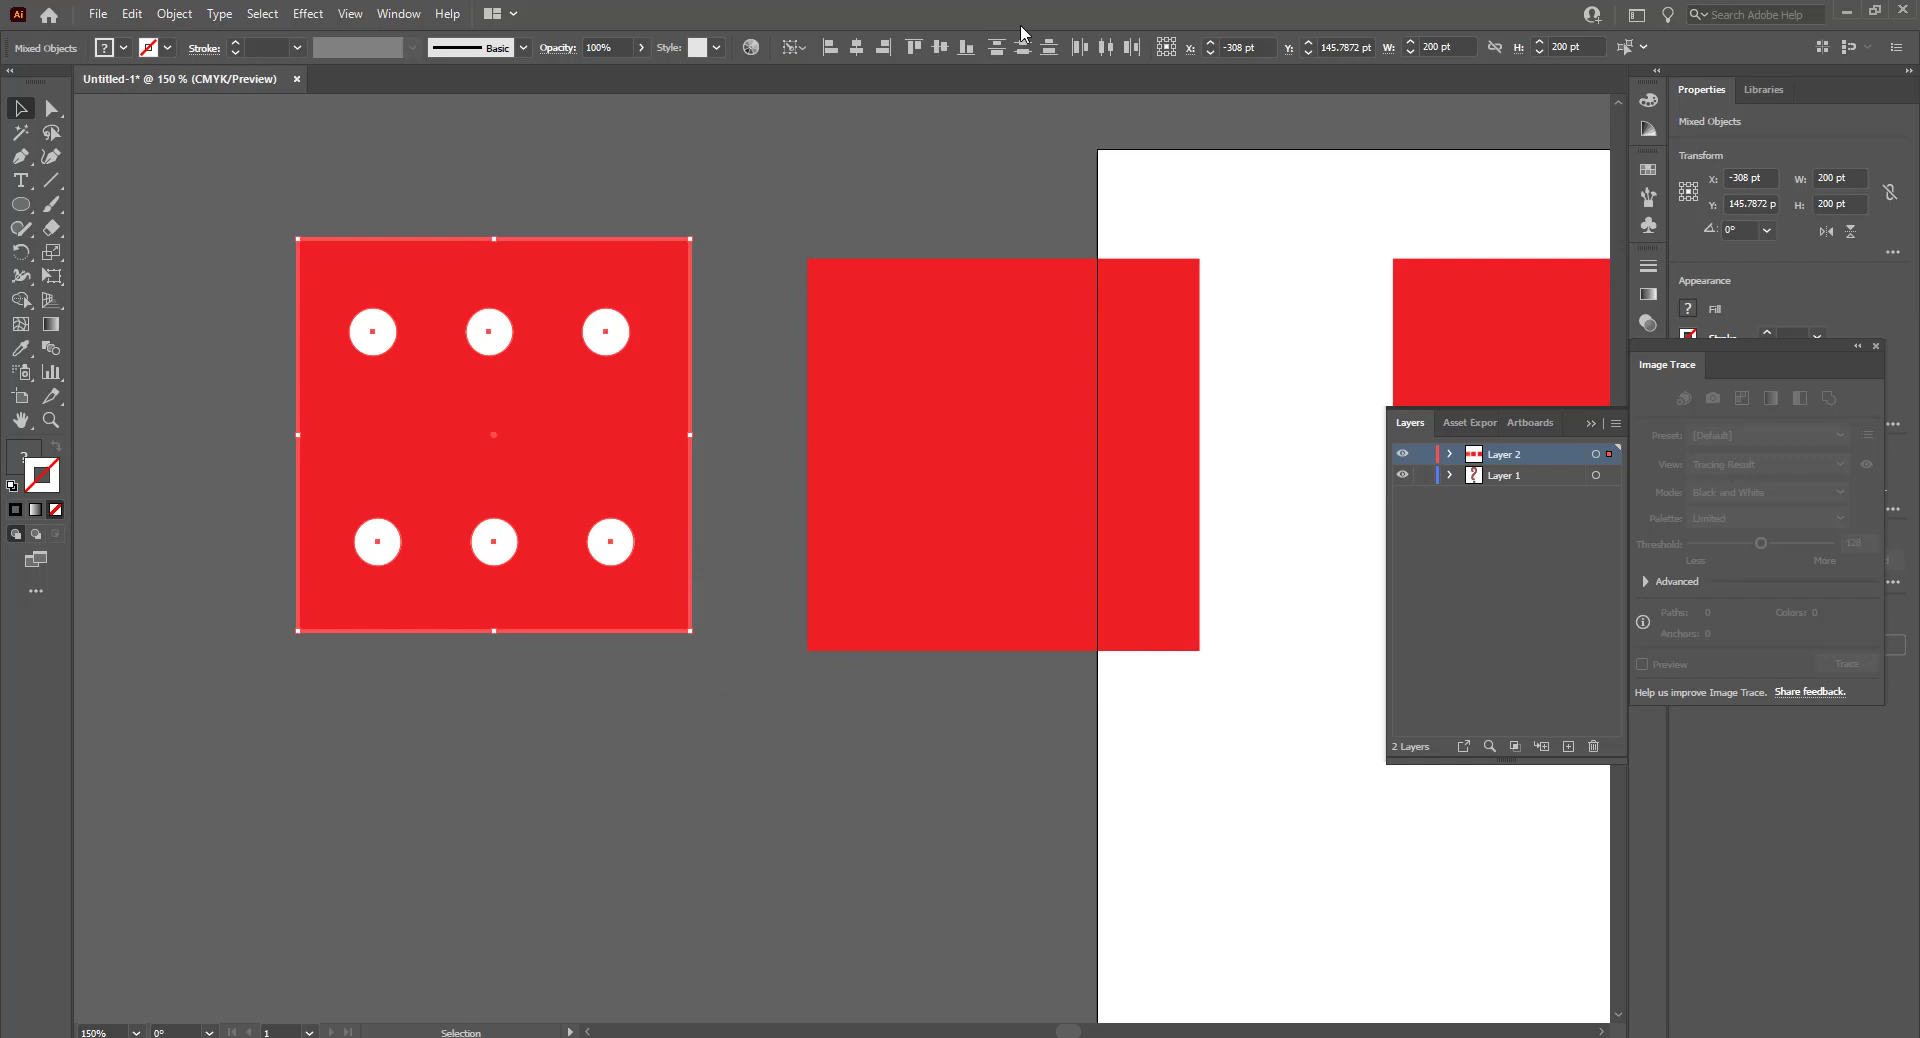 Ai File Edit Object Type Select Effect View Window Help Search Adobe Help
Mixed Objects ? Stroke: Basic Opacity: 100% Style: X: -308 pt Y: 145.7872 pt W: 200 pt H: 200 pt
Untitled-1* @ 150 % (CMYK/Preview)
Properties Libraries
Mixed Objects
Transform
X: -308 pt W: 200 pt
Y: 145.7872 p H: 200 pt
0°
Appearance
? Fill
Image Trace
Preset: [Default]
View: Tracing Result
Mode: Black and White
Palette: Limited
Threshold: 128
Less More
Advanced
Paths: 0 Colors: 0
Anchors: 0
Preview Trace
Help us improve Image Trace. Share feedback.
Layers Asset Expor Artboards
Layer 2
Layer 1
2 Layers
T
?
150% 0° 1 Selection